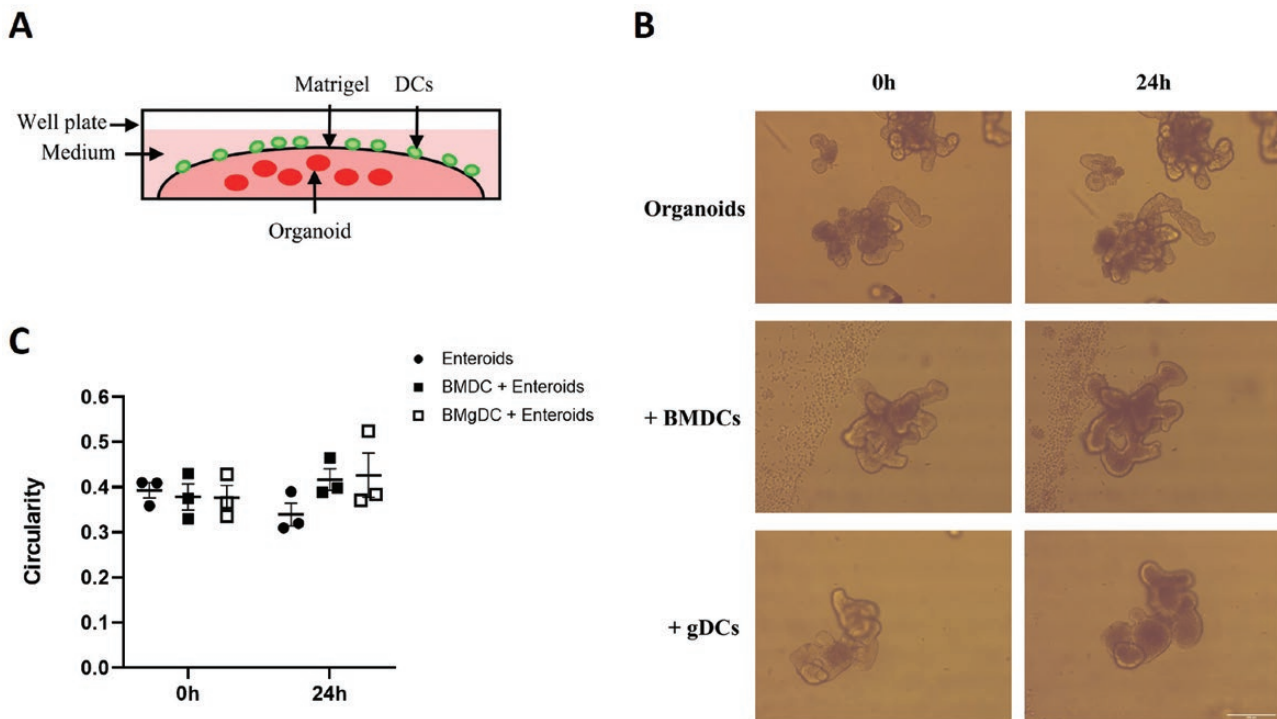 A
Matrigel DCs
Well plate
Medium
Organoid
B
0h 24h
Organoids
+ BMDCs
+ gDCs
C
Enteroids
BMDC + Enteroids
BMgDC + Enteroids
0.6
0.5
0.4
0.3
0.2
0.1
0.0
Circularity
0h 24h